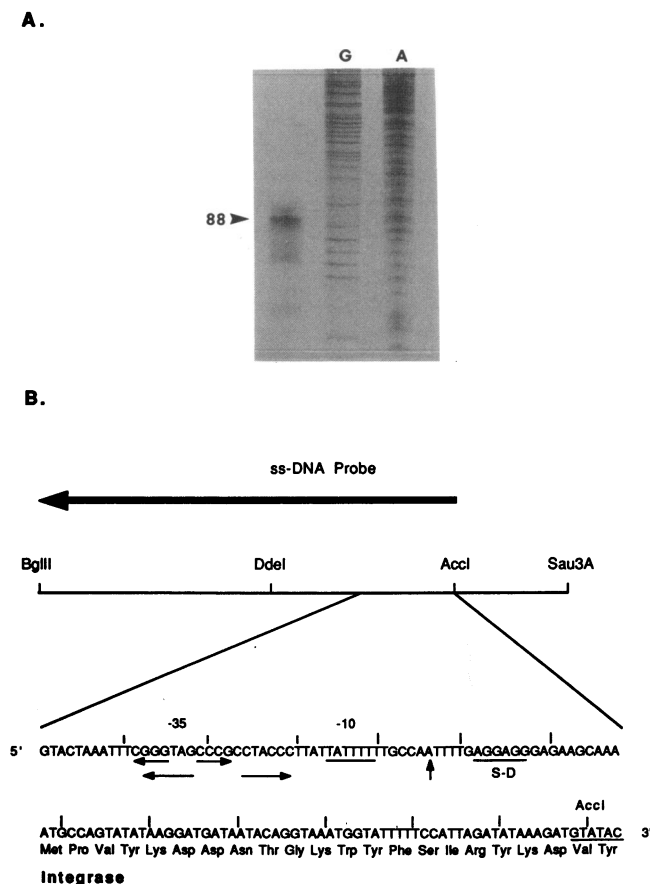 A.
G A
88
B.
ss-DNA Probe
BglII DdeI AccI Sau3A
-35 -10
5' GTACTAAATTTCGGGTAGCCCGCCTACCCTTATTATTTTTTGCCAATTTTGAGGAGGGAGAAGCAAA
S-D
AccI
ATGCCAGTATATAAGGATGATAATACAGGTAAATGGTATTTTTCCATTAGATATAAAGATGTATAC 3'
Met Pro Val Tyr Lys Asp Asp Asn Thr Gly Lys Trp Tyr Phe Ser Ile Arg Tyr Lys Asp Val Tyr
Integrase